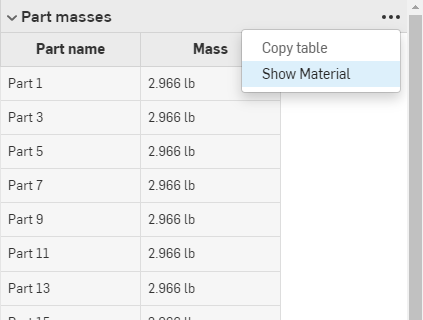 Part masses
Part name Mass
Copy table
Show Material
Part 1 2.966 lb
Part 3 2.966 lb
Part 5 2.966 lb
Part 7 2.966 lb
Part 9 2.966 lb
Part 11 2.966 lb
Part 13 2.966 lb